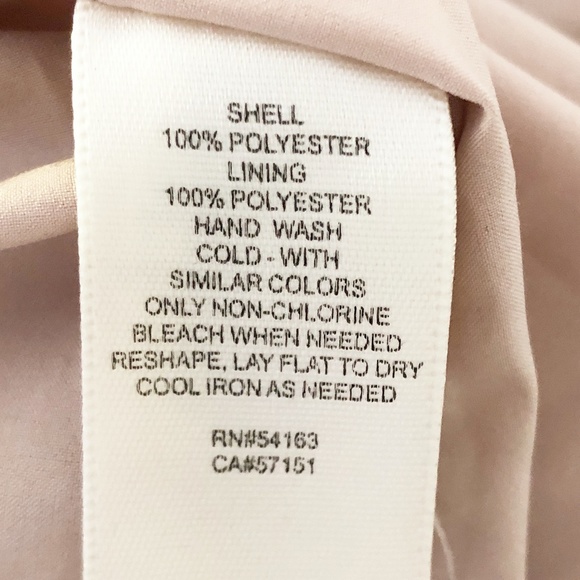 SHELL
100% POLYESTER
LINING
100% POLYESTER
HAND WASH
COLD - WITH
SIMILAR COLORS
ONLY NON-CHLORINE
BLEACH WHEN NEEDED
RESHAPE, LAY FLAT TO DRY
COOL IRON AS NEEDED
RN#54163
CA#57151